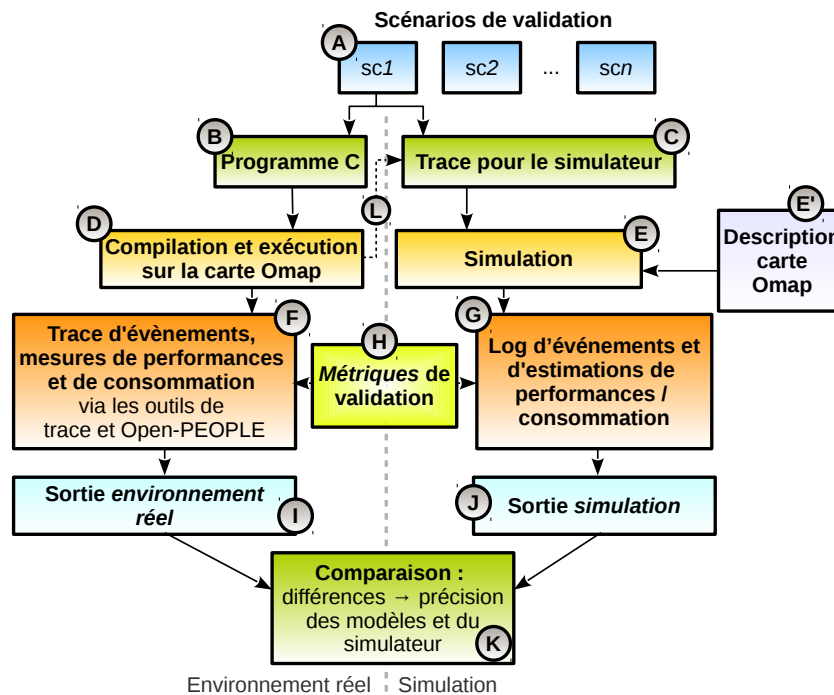 Scénarios de validation
A
sc1
sc2
...
scn
B
Programme C
C
Trace pour le simulateur
L
D
Compilation et exécution
sur la carte Omap
E
Simulation
E'
Description
carte
Omap
F
Trace d'évènements,
mesures de performances
et de consommation
via les outils de
trace et Open-PEOPLE
H
Métriques de
validation
G
Log d’événements et
d'estimations de
performances /
consommation
Sortie environnement
réel
I
J
Sortie simulation
Comparaison :
différences → précision
des modèles et du
simulateur
K
Environnement réel
Simulation